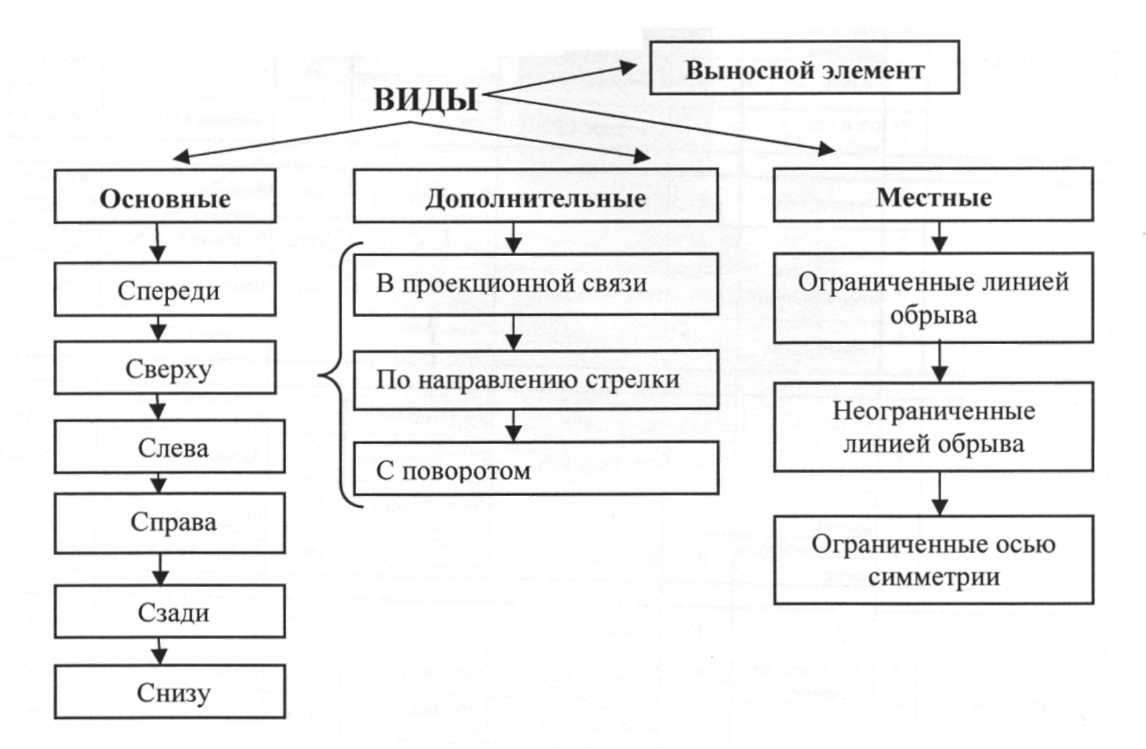 Выносной элемент
ВИДЫ
Основные
Спереди
Сверху
Слева
Справа
Сзади
Снизу
Дополнительные
В проекционной связи
По направлению стрелки
С поворотом
Местные
Ограниченные линией
обрыва
Неограниченные
линией обрыва
Ограниченные осью
симметрии